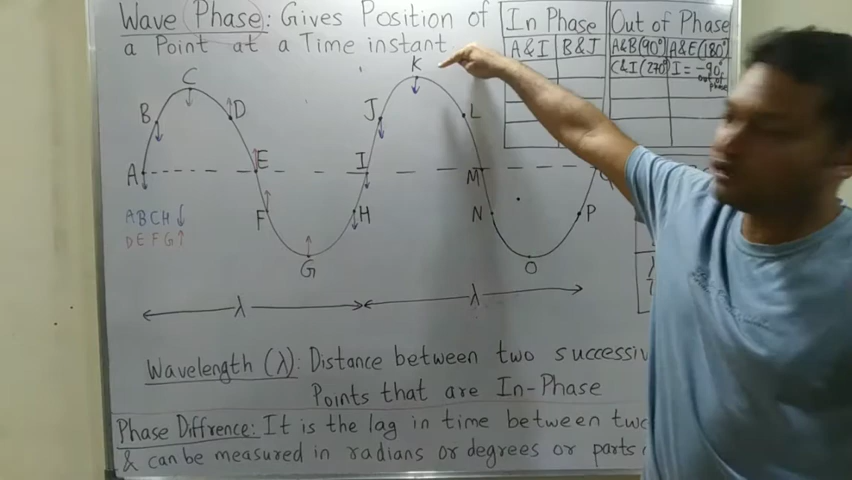 Wave Phase: Gives Position of
a Point at a Time instant
In Phase
Out of Phase
A & I
B & J
A&B(90°)
A&E(180°)
C&I(270°)
I = -90°
out of phase
K
C
B
D
J
L
A
E
I
M
F
H
N
P
G
O
A B C H ↓
D E F G ↑
λ
λ
Wavelength (λ): Distance between two successiv
Points that are In-Phase
Phase Diffrence: It is the lag in time between two
& can be measured in radians or degrees or parts